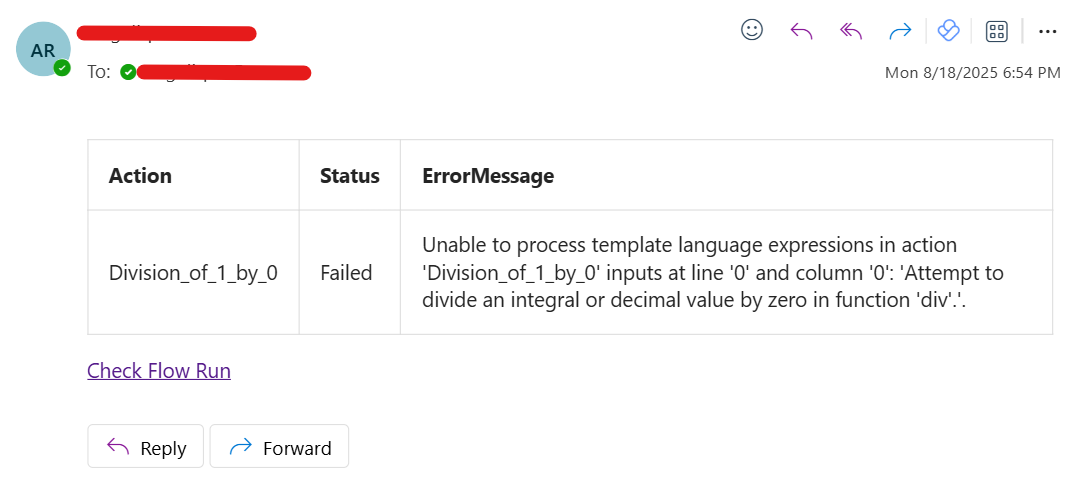 AR
To:
Mon 8/18/2025 6:54 PM
Action Status ErrorMessage
Division_of_1_by_0 Failed Unable to process template language expressions in action
'Division_of_1_by_0' inputs at line '0' and column '0': 'Attempt to
divide an integral or decimal value by zero in function 'div'.'.
Check Flow Run
Reply Forward